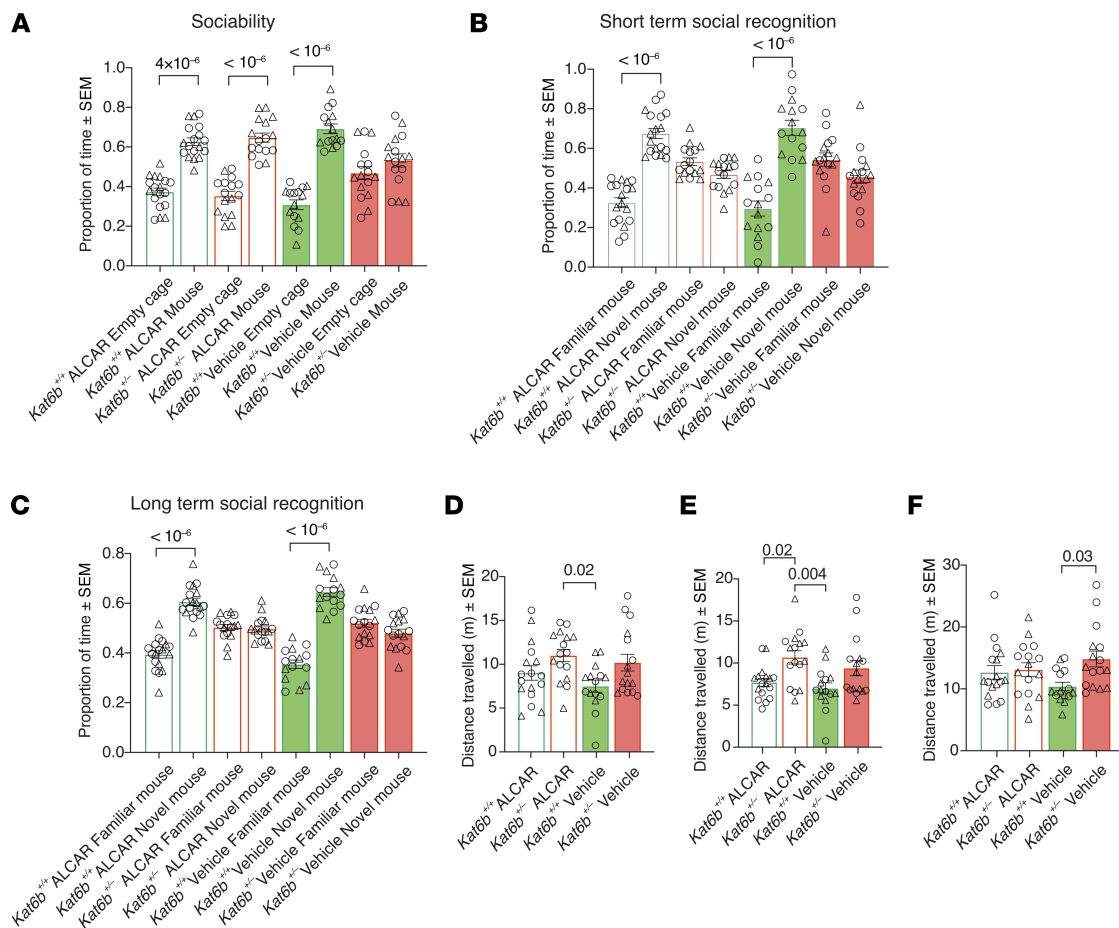 A
Sociability
Proportion of time ± SEM
1.0
0.8
0.6
0.4
0.2
0.0
4×10⁻⁶
< 10⁻⁶
< 10⁻⁶
Kat6b⁺/⁺ ALCAR Empty cage
Kat6b⁺/⁺ ALCAR Mouse
Kat6b⁺/⁻ ALCAR Empty cage
Kat6b⁺/⁻ ALCAR Mouse
Kat6b⁺/⁺ Vehicle Empty cage
Kat6b⁺/⁺ Vehicle Mouse
Kat6b⁺/⁻ Vehicle Empty cage
Kat6b⁺/⁻ Vehicle Mouse
B
Short term social recognition
Proportion of time ± SEM
1.0
0.8
0.6
0.4
0.2
0.0
< 10⁻⁶
< 10⁻⁶
Kat6b⁺/⁺ ALCAR Familiar mouse
Kat6b⁺/⁺ ALCAR Novel mouse
Kat6b⁺/⁻ ALCAR Familiar mouse
Kat6b⁺/⁻ ALCAR Novel mouse
Kat6b⁺/⁺ Vehicle Familiar mouse
Kat6b⁺/⁺ Vehicle Novel mouse
Kat6b⁺/⁻ Vehicle Familiar mouse
Kat6b⁺/⁻ Vehicle Novel mouse
C
Long term social recognition
Proportion of time ± SEM
0.8
0.6
0.4
0.2
0.0
< 10⁻⁶
< 10⁻⁶
Kat6b⁺/⁺ ALCAR Familiar mouse
Kat6b⁺/⁺ ALCAR Novel mouse
Kat6b⁺/⁻ ALCAR Familiar mouse
Kat6b⁺/⁻ ALCAR Novel mouse
Kat6b⁺/⁺ Vehicle Familiar mouse
Kat6b⁺/⁺ Vehicle Novel mouse
Kat6b⁺/⁻ Vehicle Familiar mouse
Kat6b⁺/⁻ Vehicle Novel mouse
D
Distance travelled (m) ± SEM
20
15
10
5
0
0.02
Kat6b⁺/⁺ ALCAR
Kat6b⁺/⁻ ALCAR
Kat6b⁺/⁺ Vehicle
Kat6b⁺/⁻ Vehicle
E
Distance travelled (m) ± SEM
20
15
10
5
0
0.02
0.004
Kat6b⁺/⁺ ALCAR
Kat6b⁺/⁻ ALCAR
Kat6b⁺/⁺ Vehicle
Kat6b⁺/⁻ Vehicle
F
Distance travelled (m) ± SEM
30
20
10
0
0.03
Kat6b⁺/⁺ ALCAR
Kat6b⁺/⁻ ALCAR
Kat6b⁺/⁺ Vehicle
Kat6b⁺/⁻ Vehicle